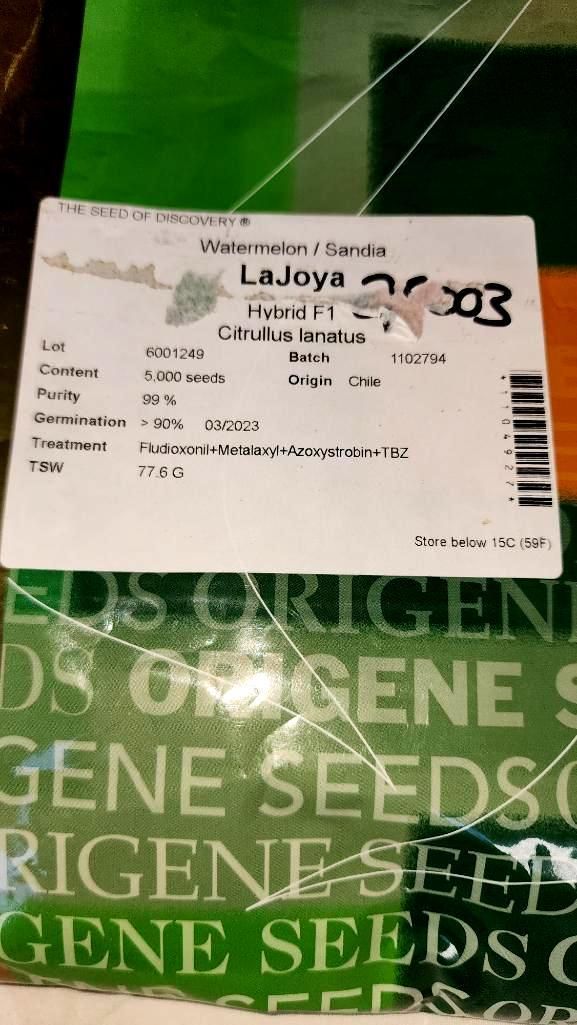 THE SEED OF DISCOVERY ®
Watermelon / Sandia
LaJoya
Hybrid F1
Citrullus lanatus
Lot 6001249 Batch 1102794
Content 5,000 seeds Origin Chile
Purity 99 %
Germination > 90% 03/2023
Treatment Fludioxonil+Metalaxyl+Azoxystrobin+TBZ
TSW 77.6 G
Store below 15C (59F)
EDS ORIGENE
DS ORIGENE S
GENE SEEDS O
RIGENE SEED
GENE SEEDS O
SEEDS OR